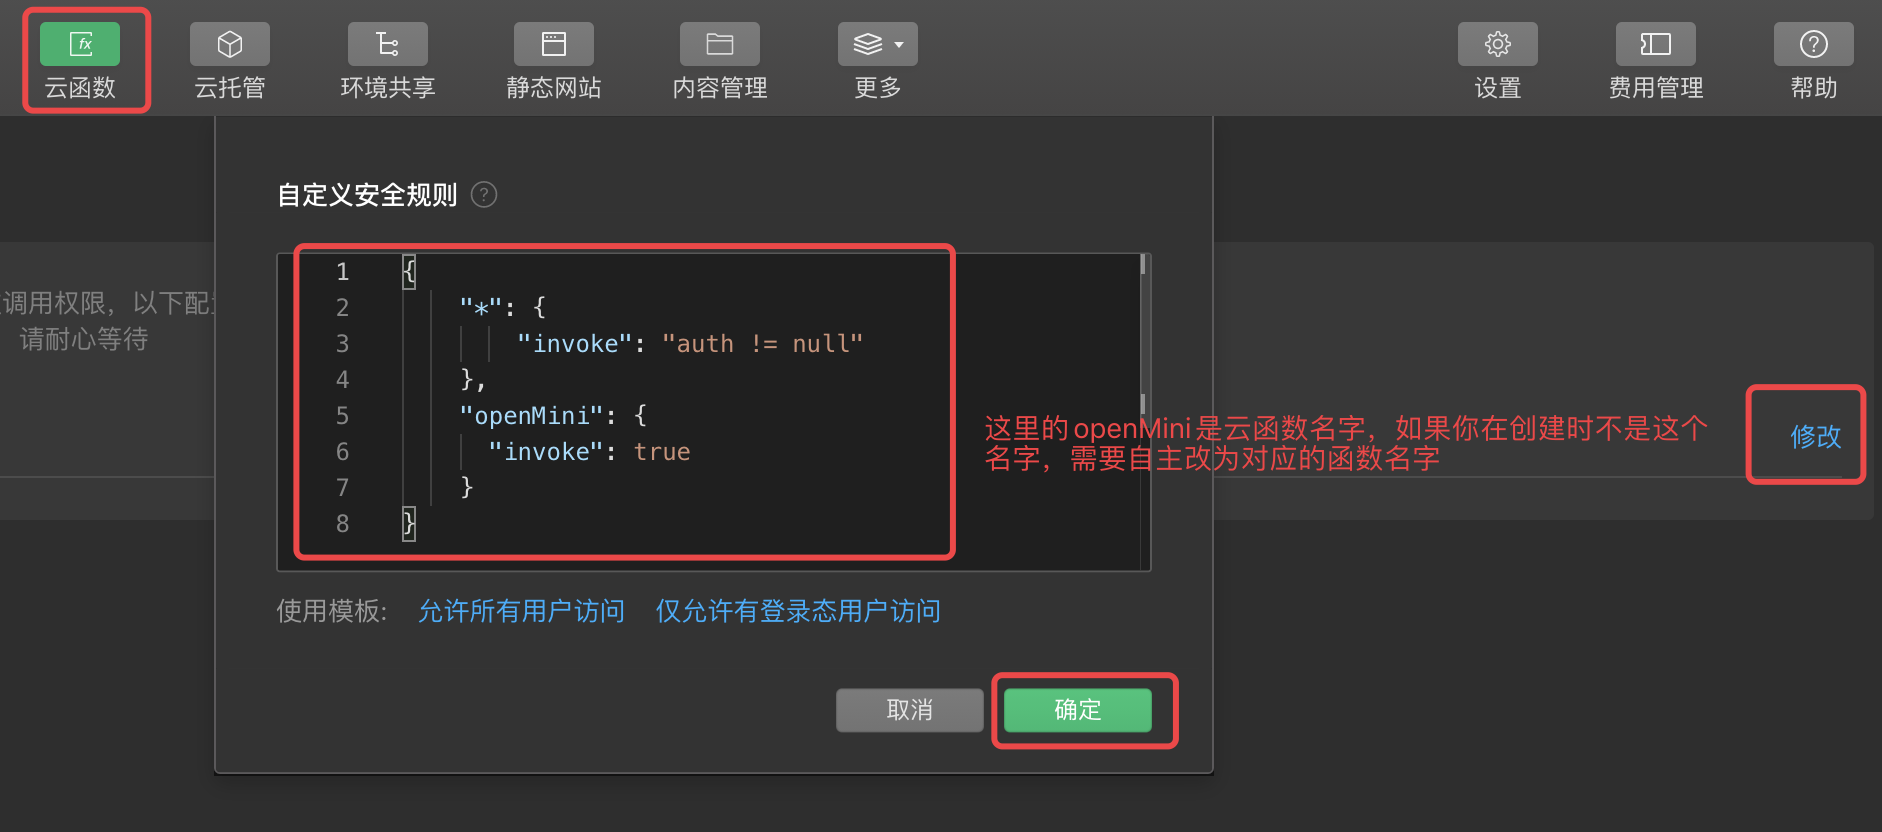 fx
云函数
云托管
环境共享
静态网站
内容管理
更多
设置
费用管理
帮助
自定义安全规则 ?
调用权限，以下配
请耐心等待
1 {
2 "*": {
3 "invoke": "auth != null"
4 },
5 "openMini": {
6 "invoke": true
7 }
8 }
这里的openMini是云函数名字，如果你在创建时不是这个
名字，需要自主改为对应的函数名字
修改
使用模板: 允许所有用户访问 仅允许有登录态用户访问
取消
确定